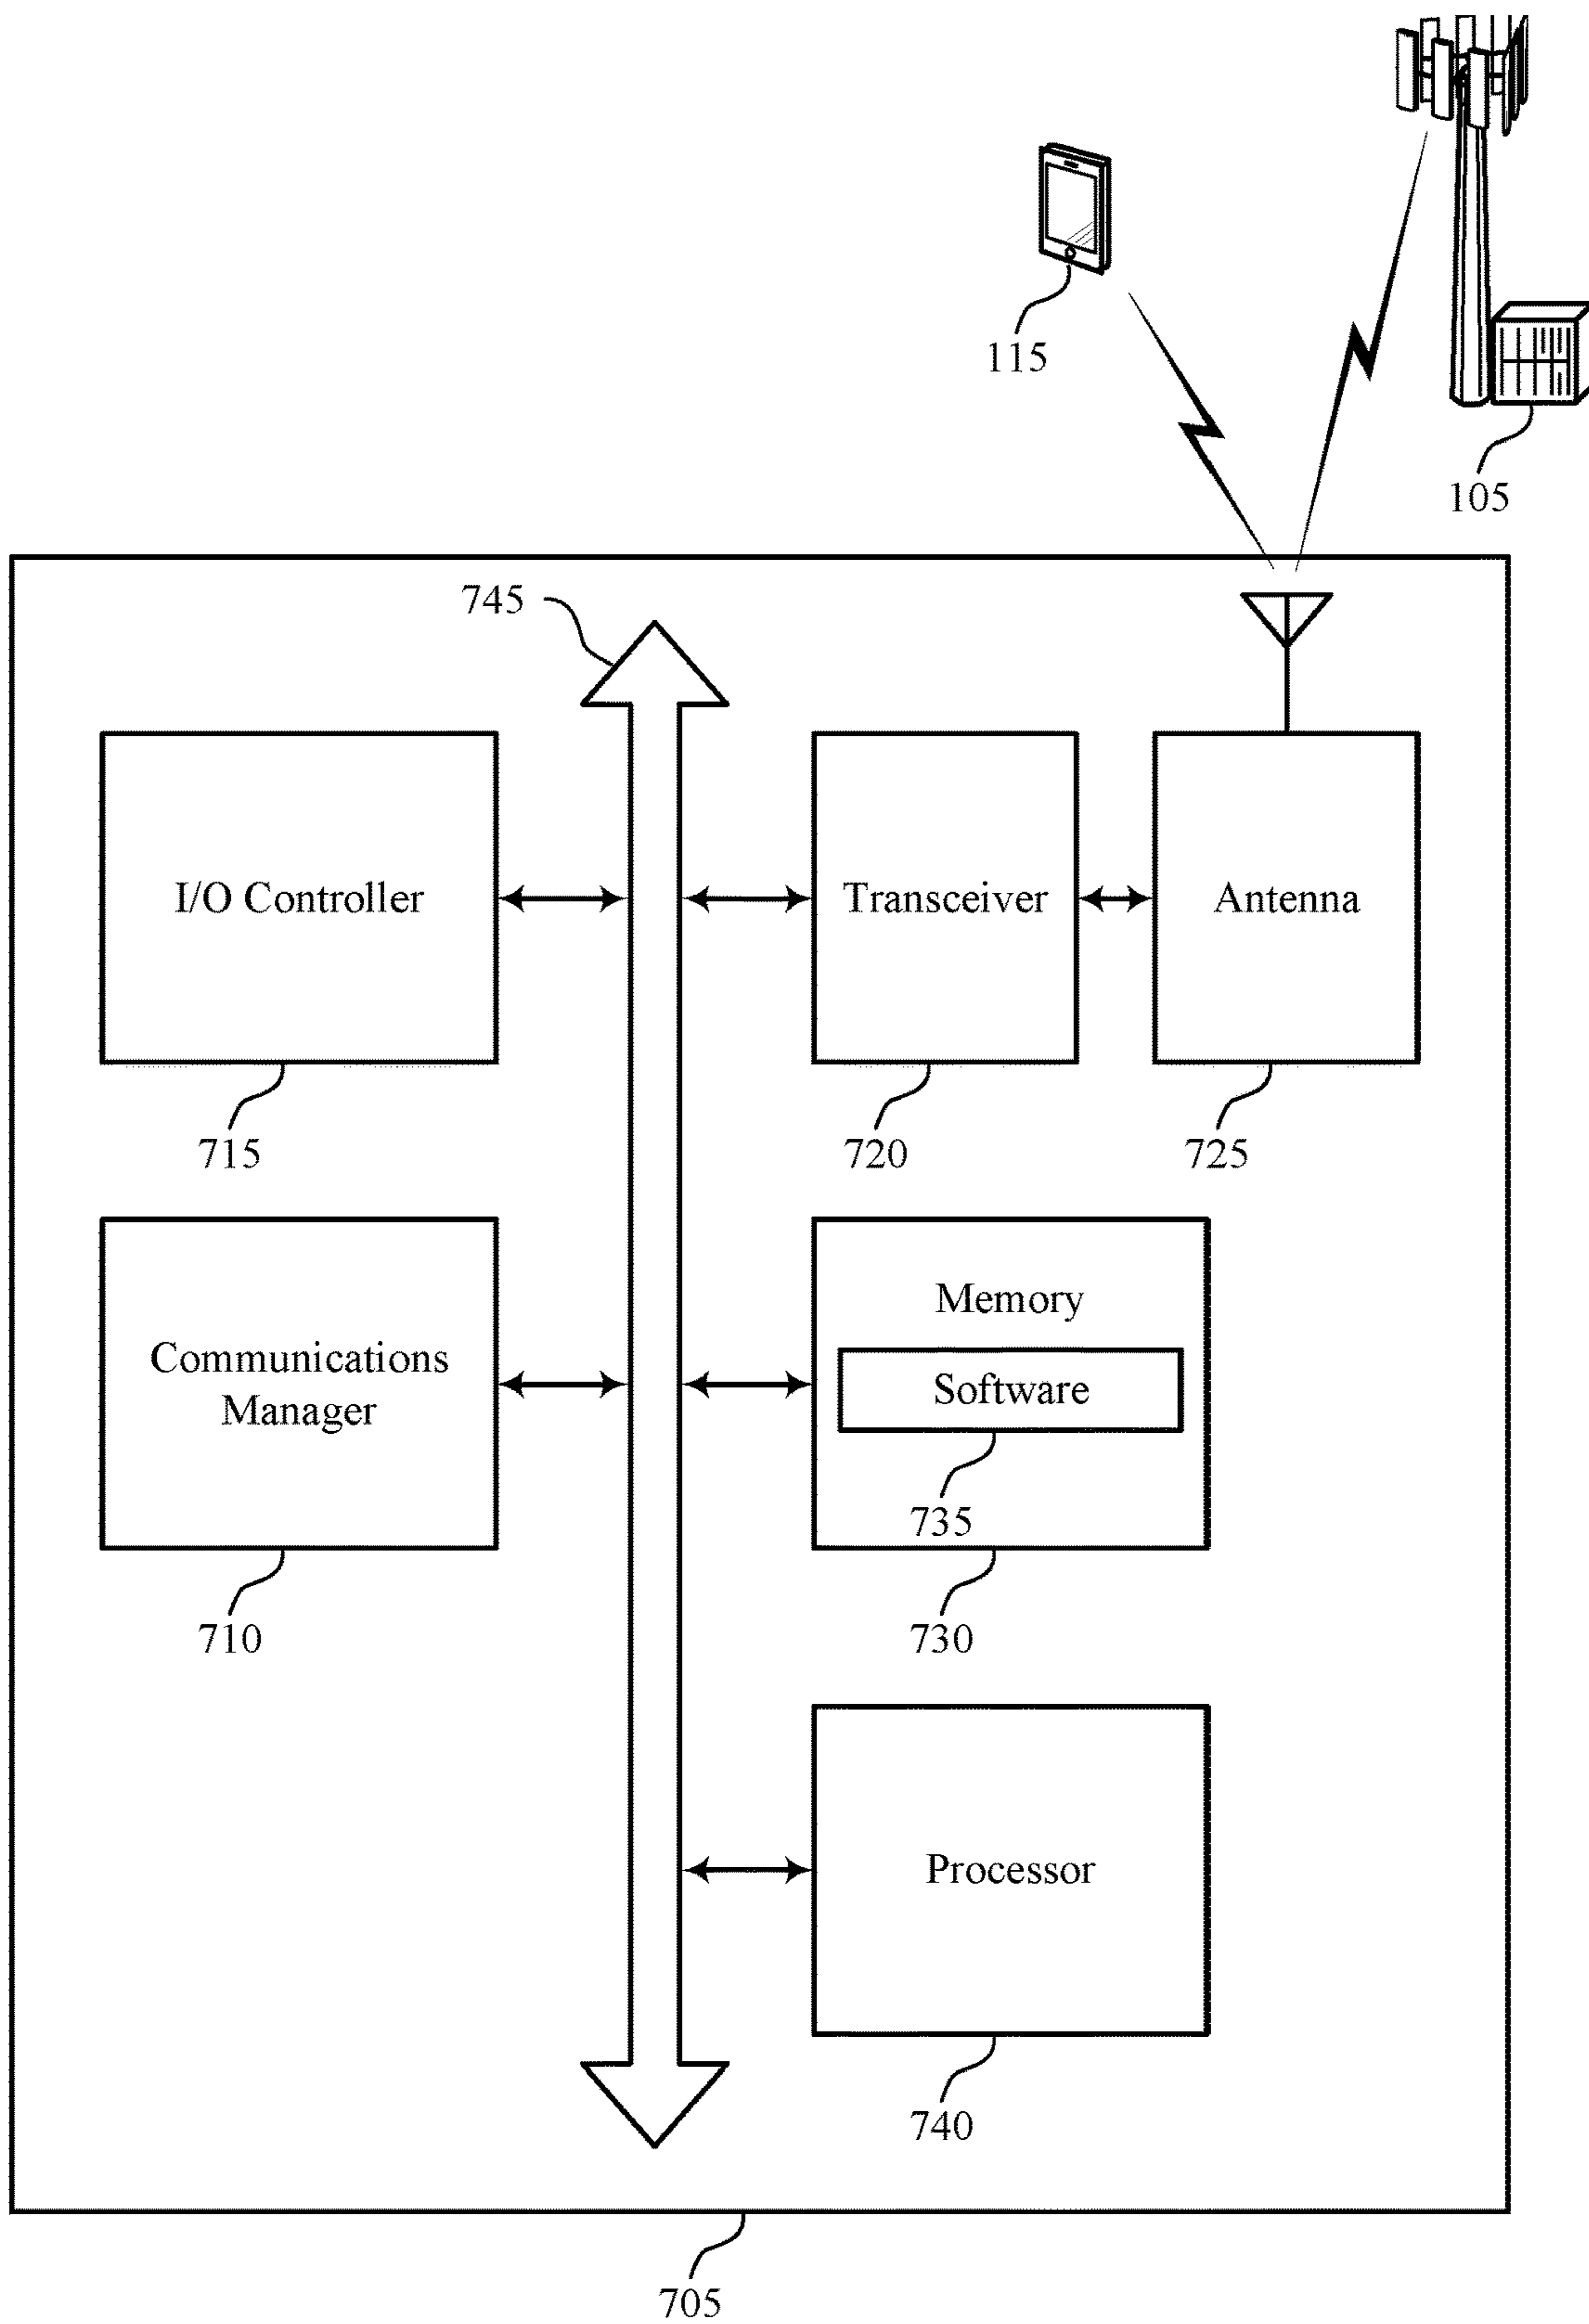 115
105
745
I/O Controller
Transceiver
Antenna
715
720
725
Communications
Manager
Memory
Software
735
710
730
Processor
740
705